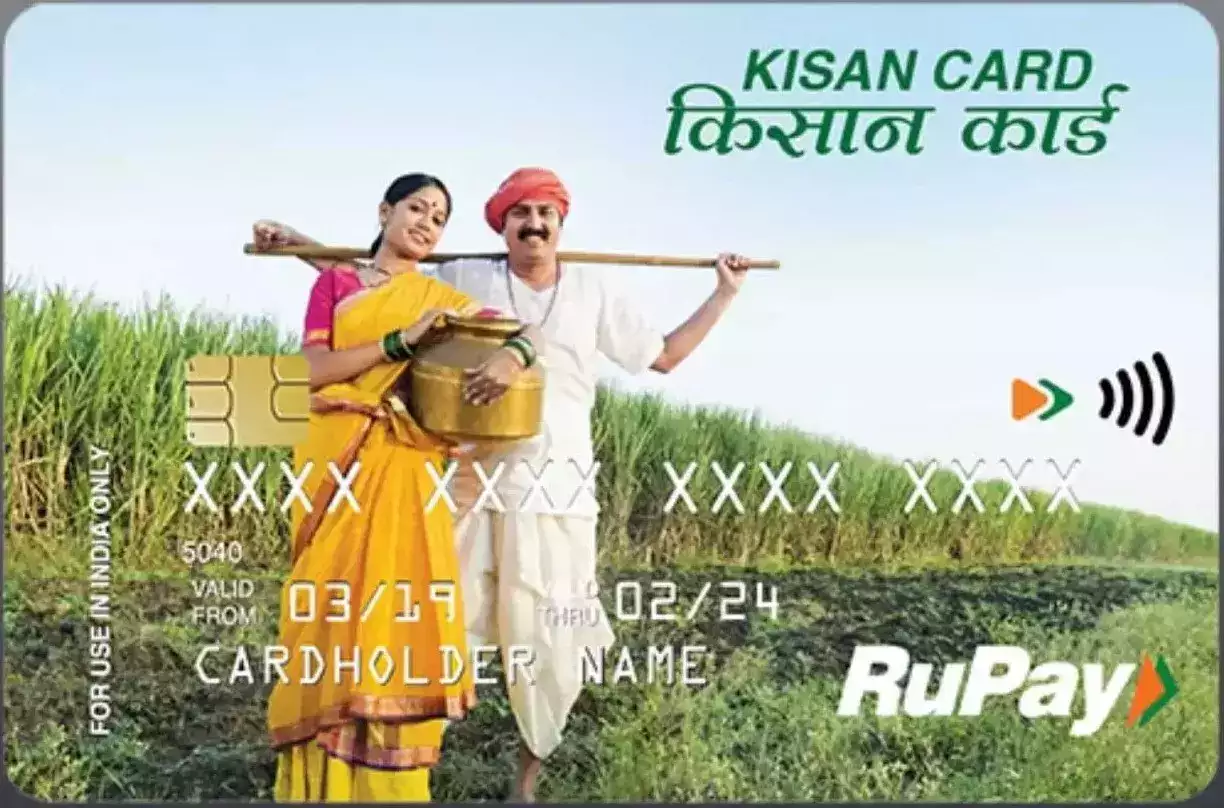 KISAN CARD
किसान कार्ड
XXXX XXXX XXXX XXXX
5040
VALID FROM 03/19 THRU 02/24
CARDHOLDER NAME
FOR USE IN INDIA ONLY
RuPay